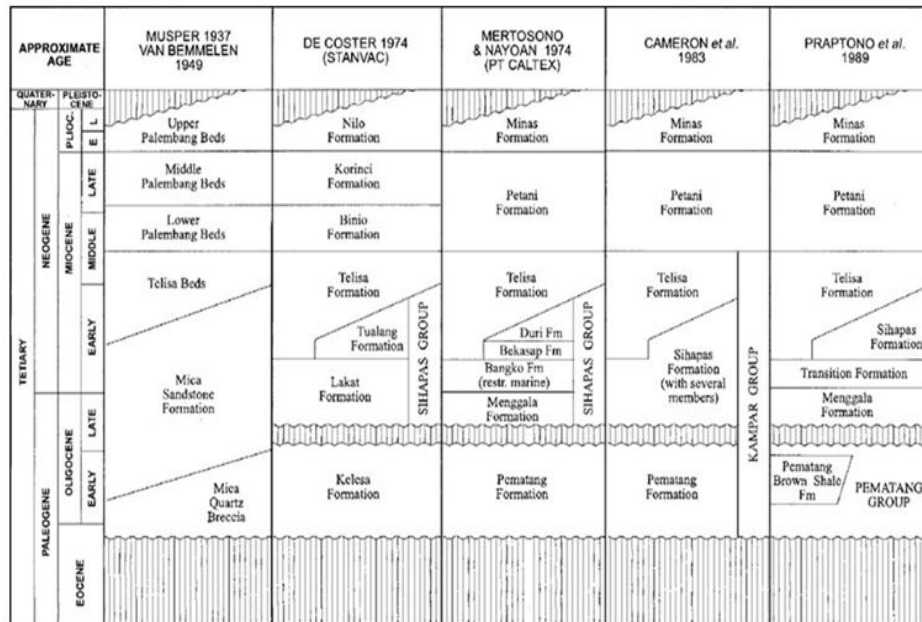 APPROXIMATE
AGE
MUSPER 1937
VAN BEMMELEN
1949
DE COSTER 1974
(STANVAC)
MERTOSONO
& NAYOAN 1974
(PT CALTEX)
CAMERON et al.
1983
PRAPTONO et al.
1989
QUATER-
NARY
PLEISTO-
CENE
TETIARY
NEOGENE
PALEOGENE
PLIOC.
MIOCENE
OLIGOCENE
EOCENE
L
E
LATE
MIDDLE
EARLY
LATE
EARLY
Upper
Palembang Beds
Middle
Palembang Beds
Lower
Palembang Beds
Telisa Beds
Mica
Sandstone
Formation
Mica
Quartz
Breccia
Nilo
Formation
Korinci
Formation
Binio
Formation
Telisa
Formation
Tualang
Formation
Lakat
Formation
SIHAPAS GROUP
Kelesa
Formation
Minas
Formation
Petani
Formation
Telisa
Formation
Duri Fm
Bekasap Fm
Bangko Fm
(restr. marine)
Menggala
Formation
SIHAPAS GROUP
Pematang
Formation
Minas
Formation
Petani
Formation
Telisa
Formation
Sihapas
Formation
(with several
members)
KAMPAR GROUP
Pematang
Formation
Minas
Formation
Petani
Formation
Telisa
Formation
Sihapas
Formation
Transition Formation
Menggala
Formation
Pematang
Brown Shale
Fm
PEMATANG
GROUP